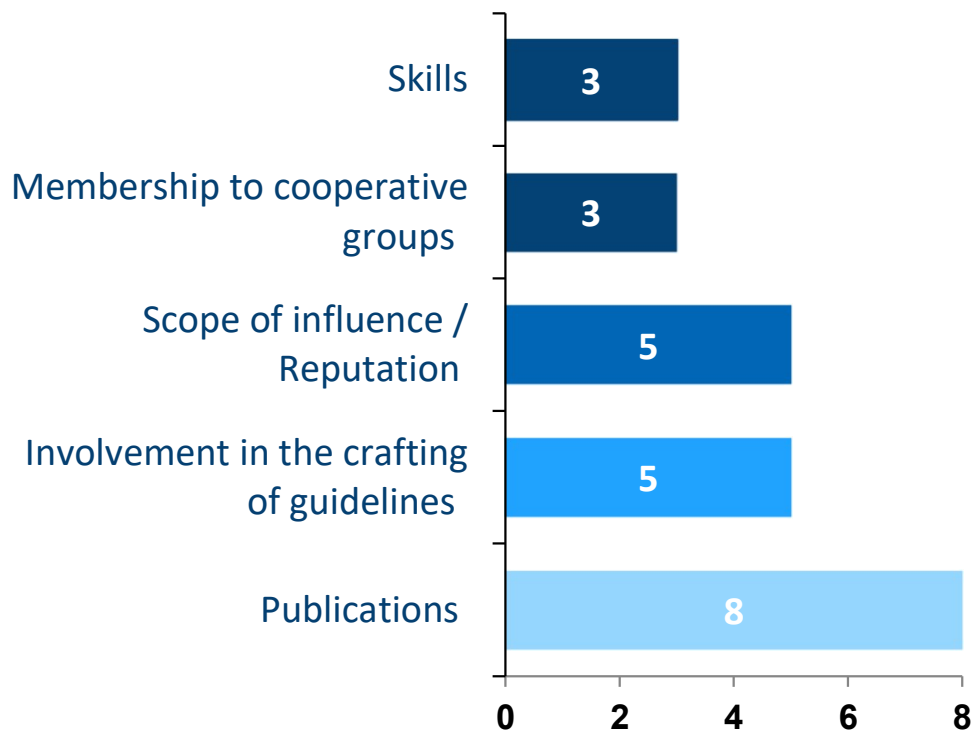 Skills
3
Membership to cooperative
groups
3
Scope of influence /
Reputation
5
Involvement in the crafting
of guidelines
5
Publications
8
0 2 4 6 8